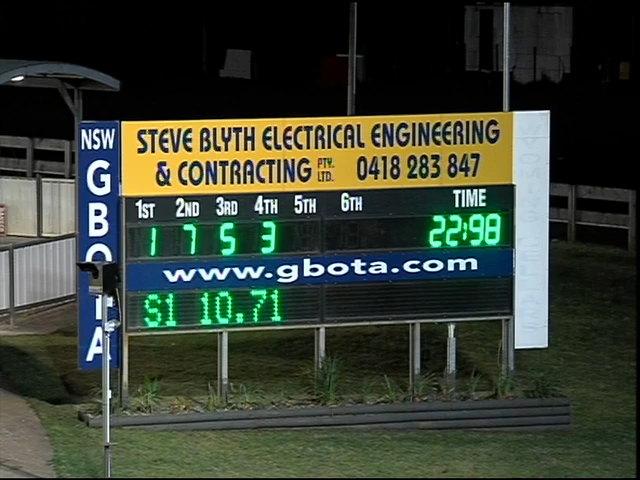 STEVE BLYTH ELECTRICAL ENGINEERING
& CONTRACTING PTY. LTD. 0418 283 847
NSW
GBOTA
1ST 2ND 3RD 4TH 5TH 6TH TIME
1 7 5 3 22:98
www.gbota.com
S1 10.71